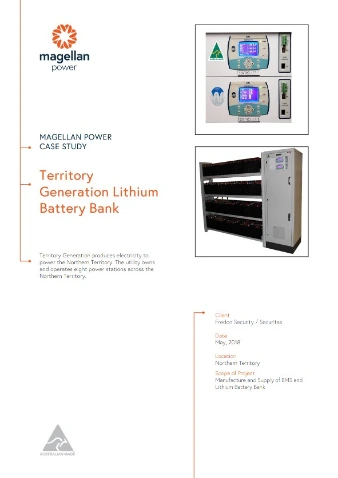 magellan
power
MAGELLAN POWER
CASE STUDY
Territory
Generation Lithium
Battery Bank
Territory Generation produces electricity to
power the Northern Territory. The utility owns
and operates eight power stations across the
Northern Territory.
Client
Fredon Security / Securitas
Date
May, 2018
Location
Northern Territory
Scope of Project
Manufacture and Supply of BMS and
Lithium Battery Bank
AUSTRALIAN MADE